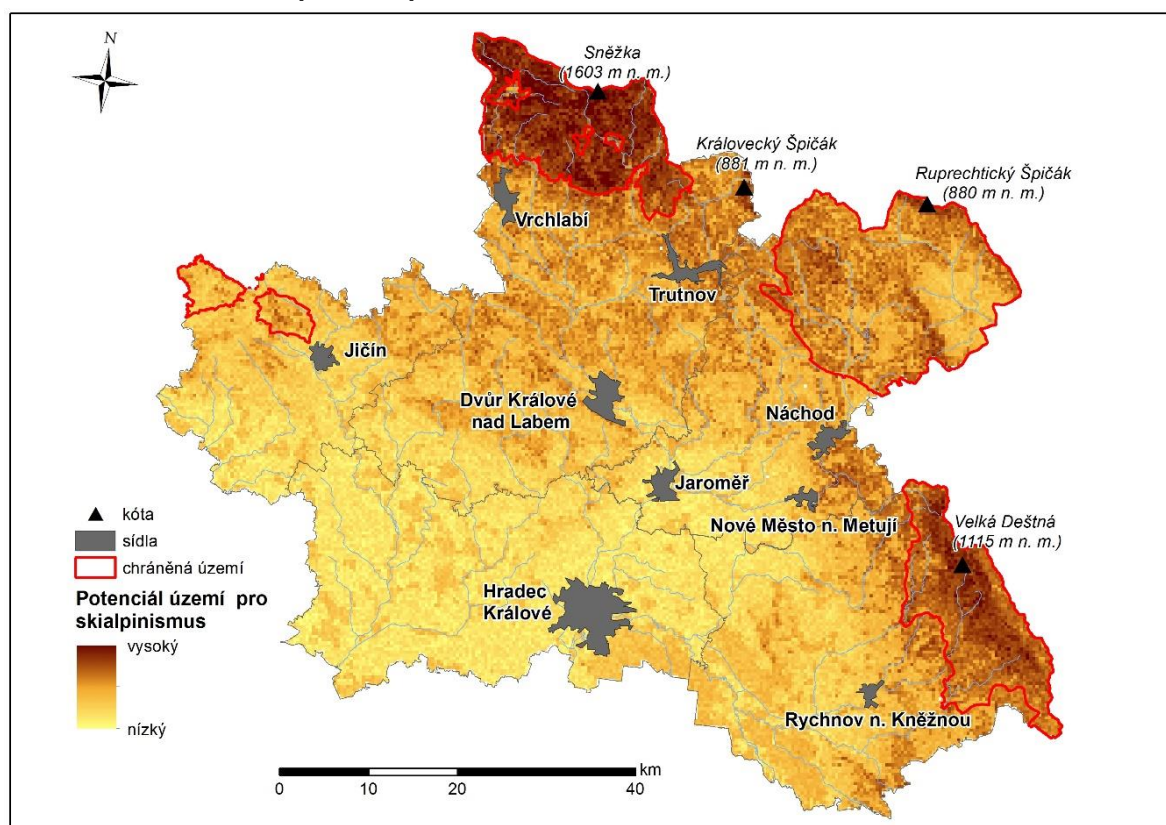 N
Sněžka
(1603 m n. m.)
Královecký Špičák
(881 m n. m.)
Ruprechtický Špičák
(880 m n. m.)
Vrchlabí
Trutnov
Jičín
Dvůr Králové
nad Labem
Náchod
Jaroměř
Nové Město n. Metují
Velká Deštná
(1115 m n. m.)
Hradec
Králové
Rychnov n. Kněžnou
kóta
sídla
chráněná území
Potenciál území pro
skialpinismus
vysoký
nízký
km
0 10 20 40